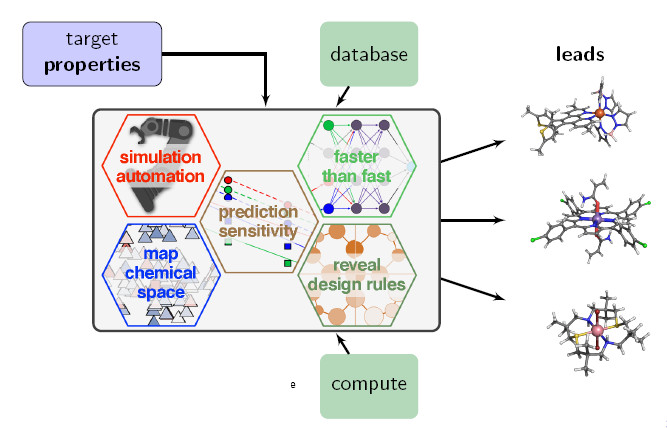 target
properties
database
leads
simulation
automation
faster
than fast
prediction
sensitivity
map
chemical
space
reveal
design rules
e
compute